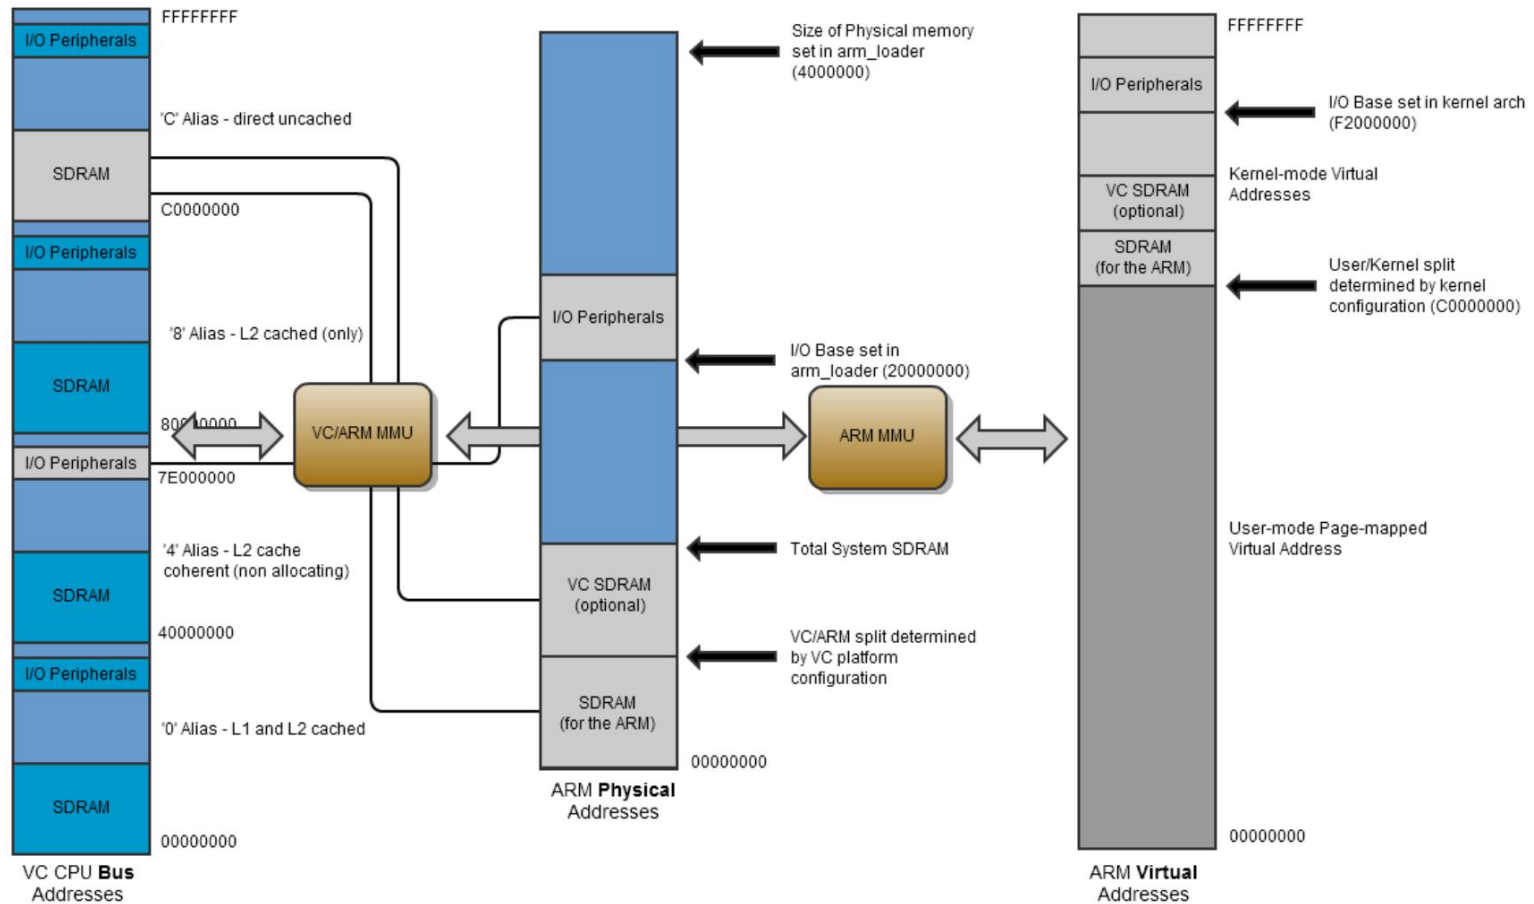 FFFFFFFF
I/O Peripherals
'C' Alias - direct uncached
SDRAM
C0000000
I/O Peripherals
'8' Alias - L2 cached (only)
SDRAM
80000000
I/O Peripherals
7E000000
'4' Alias - L2 cache
coherent (non allocating)
SDRAM
40000000
I/O Peripherals
'0' Alias - L1 and L2 cached
SDRAM
00000000
VC CPU Bus
Addresses
VC/ARM MMU
Size of Physical memory
set in arm_loader
(4000000)
I/O Peripherals
I/O Base set in
arm_loader (20000000)
Total System SDRAM
VC SDRAM
(optional)
VC/ARM split determined
by VC platform
configuration
SDRAM
(for the ARM)
00000000
ARM Physical
Addresses
ARM MMU
FFFFFFFF
I/O Peripherals
I/O Base set in kernel arch
(F2000000)
Kernel-mode Virtual
Addresses
VC SDRAM
(optional)
SDRAM
(for the ARM)
User/Kernel split
determined by kernel
configuration (C0000000)
User-mode Page-mapped
Virtual Address
00000000
ARM Virtual
Addresses